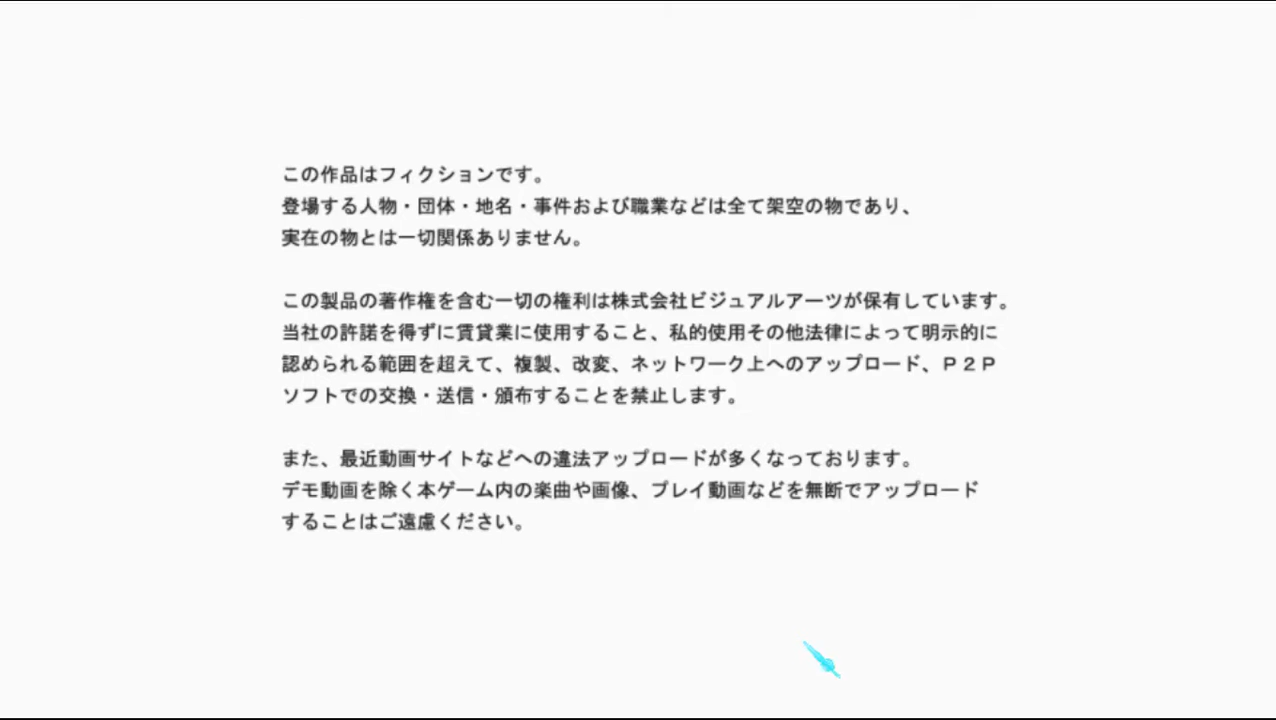 この作品はフィクションです。
登場する人物・団体・地名・事件および職業などは全て架空の物であり、
実在の物とは一切関係ありません。
この製品の著作権を含む一切の権利は株式会社ビジュアルアーツが保有しています。
当社の許諾を得ずに賃貸業に使用すること、私的使用その他法律によって明示的に
認められる範囲を超えて、複製、改変、ネットワーク上へのアップロード、Ｐ２Ｐ
ソフトでの交換・送信・頒布することを禁止します。
また、最近動画サイトなどへの違法アップロードが多くなっております。
デモ動画を除く本ゲーム内の楽曲や画像、プレイ動画などを無断でアップロード
することはご遠慮ください。